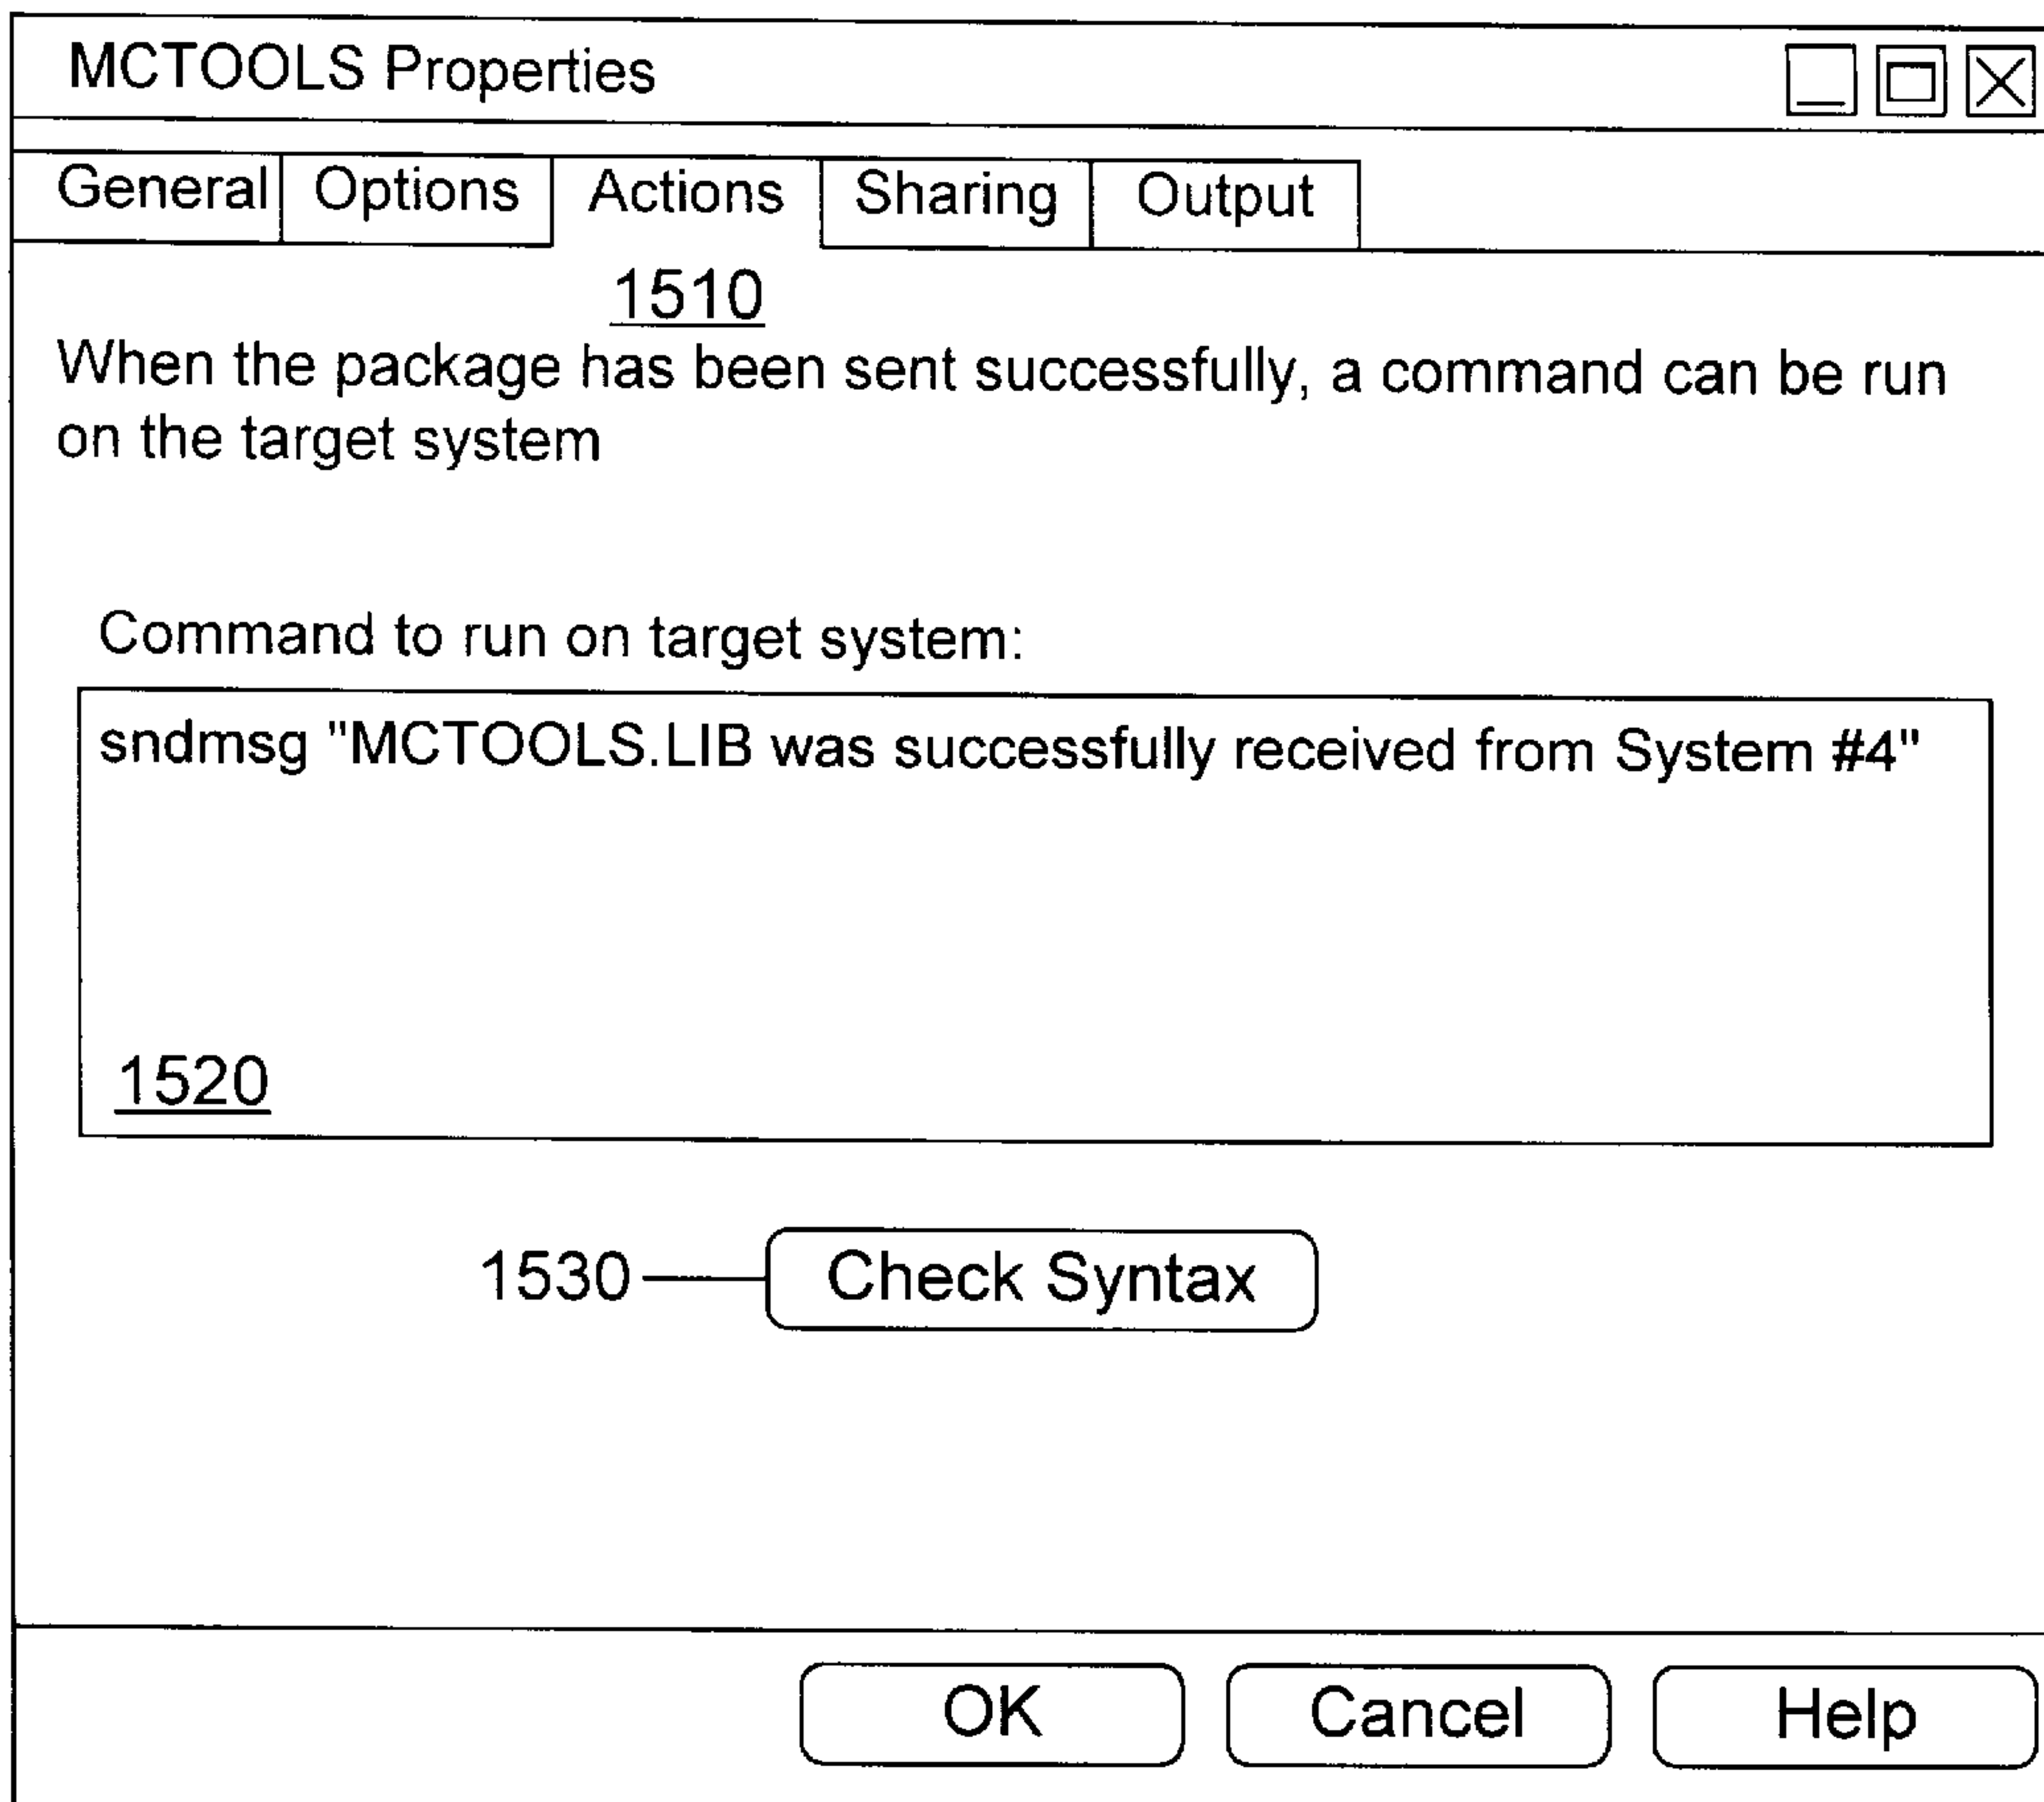 MCTOOLS Properties
General Options Actions Sharing Output
1510
When the package has been sent successfully, a command can be run
on the target system
Command to run on target system:
sndmsg "MCTOOLS.LIB was successfully received from System #4"
1520
1530 Check Syntax
OK Cancel Help